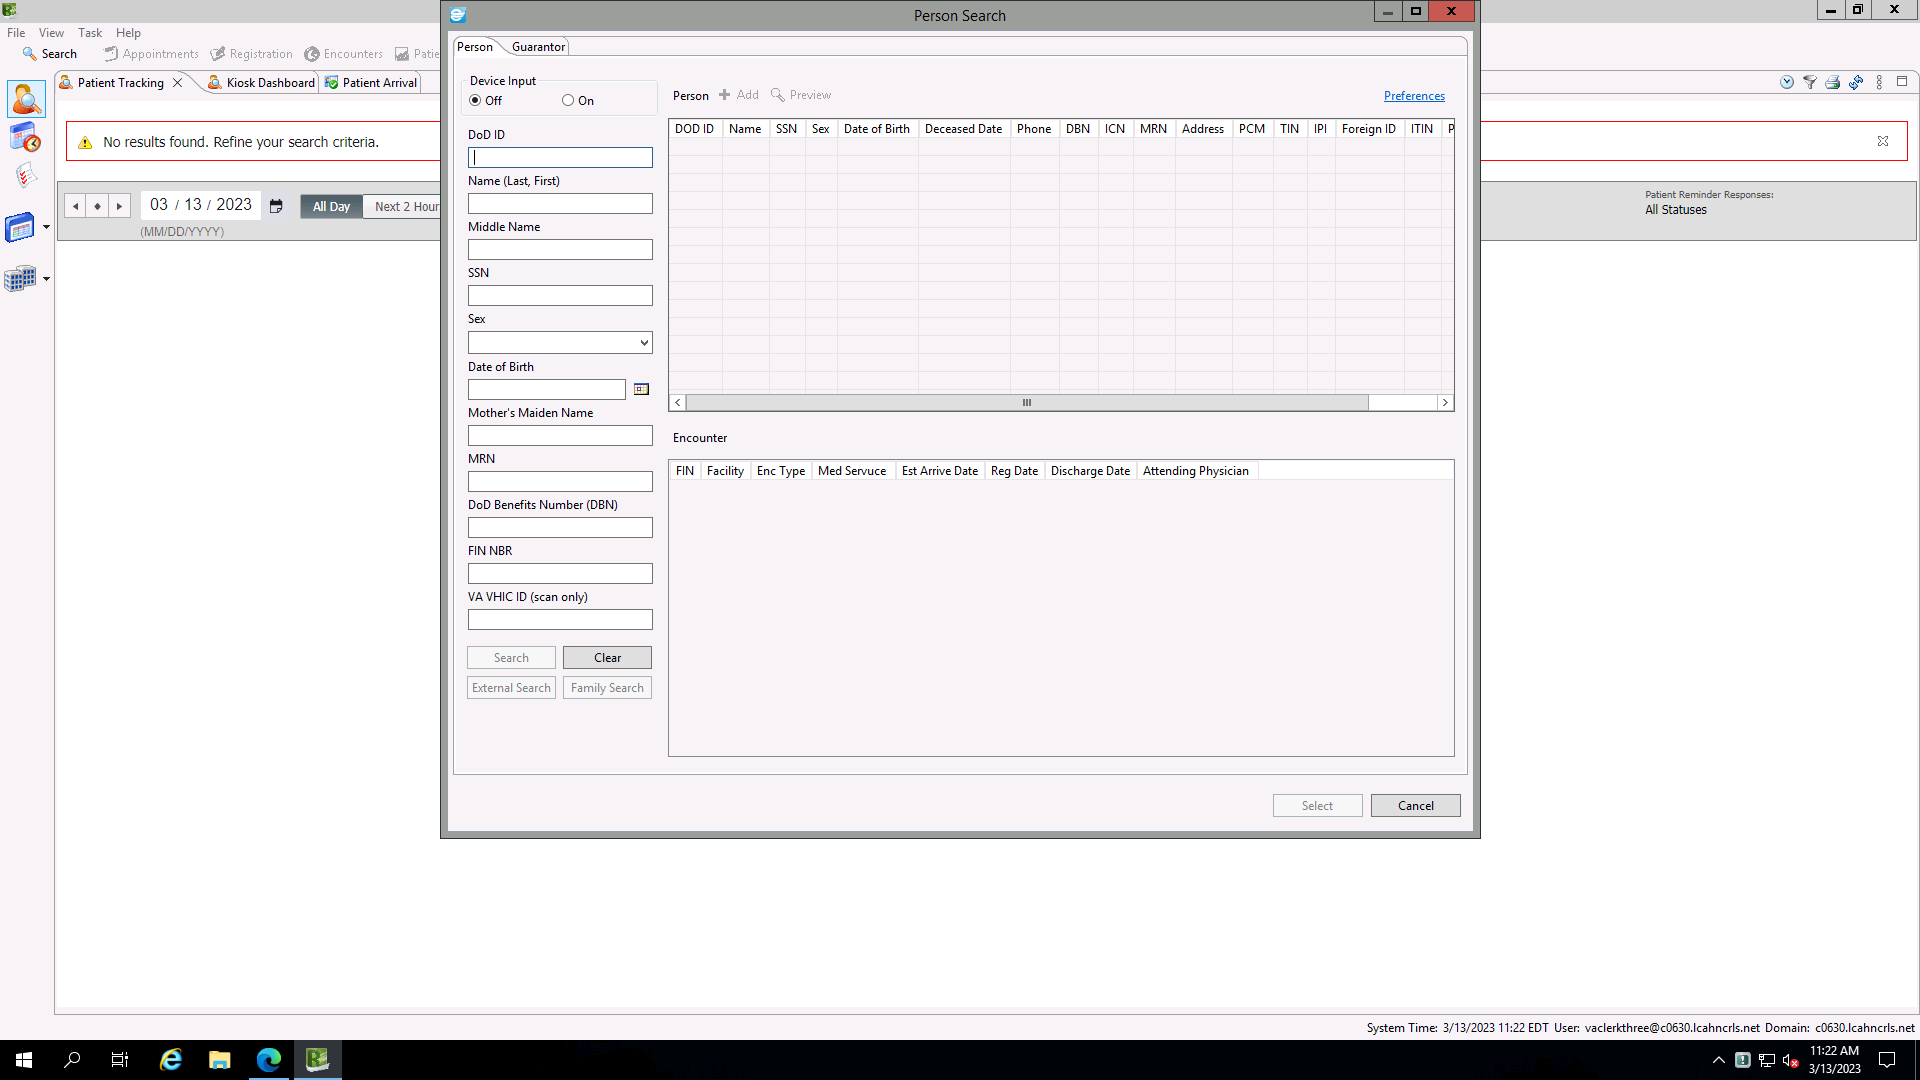 Person Search
File View Task Help
Search Appointments Registration Encounters Patie
Patient Tracking Kiosk Dashboard Patient Arrival
No results found. Refine your search criteria.
03 / 13 / 2023 All Day Next 2 Hour
(MM/DD/YYYY)
Patient Reminder Responses:
All Statuses
Person Guarantor
Device Input
Off On
DoD ID
Name (Last, First)
Middle Name
SSN
Sex
Date of Birth
Mother's Maiden Name
MRN
DoD Benefits Number (DBN)
FIN NBR
VA VHIC ID (scan only)
Search Clear
External Search Family Search
Person Add Preview Preferences
DOD ID Name SSN Sex Date of Birth Deceased Date Phone DBN ICN MRN Address PCM TIN IPI Foreign ID ITIN P
Encounter
FIN Facility Enc Type Med Servuce Est Arrive Date Reg Date Discharge Date Attending Physician
Select Cancel
System Time: 3/13/2023 11:22 EDT User: vaclerkthree@c0630.lcahncrls.net Domain: c0630.lcahncrls.net
11:22 AM
3/13/2023